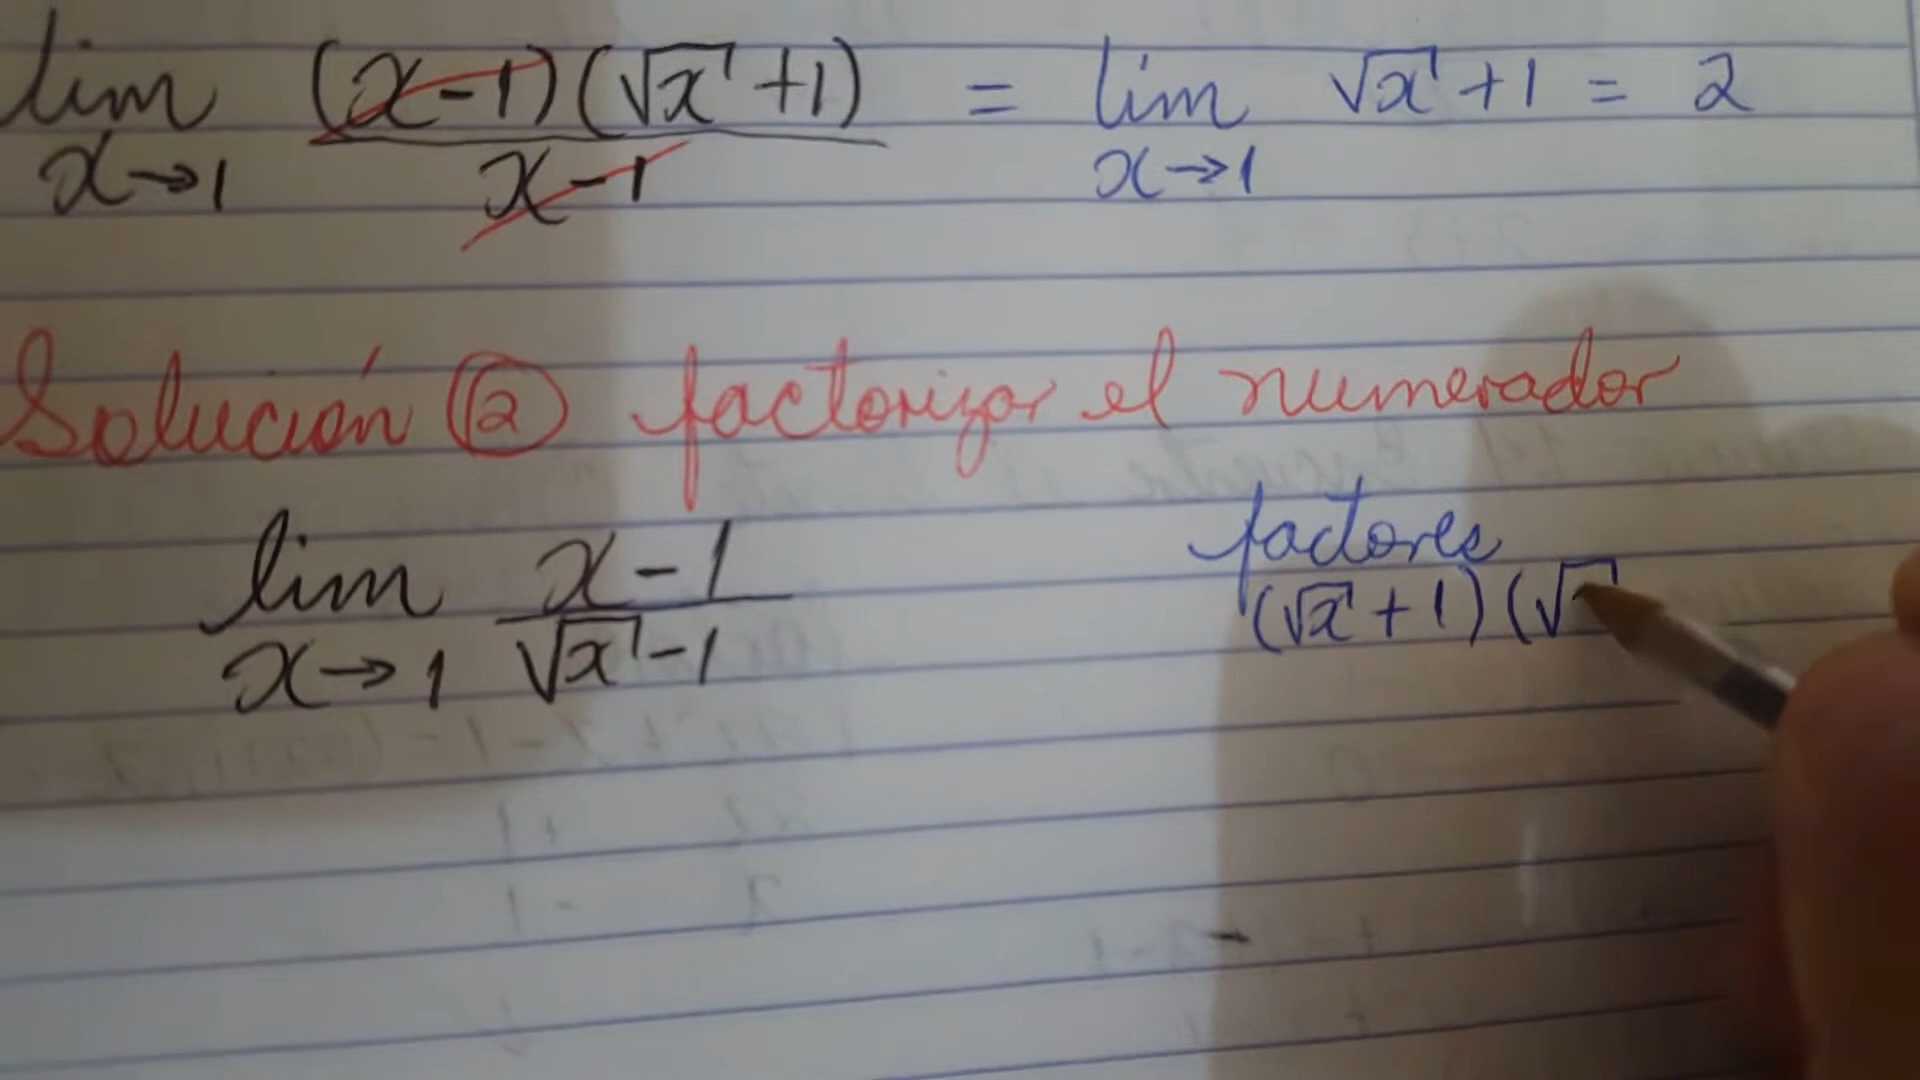 lim (x-1)(√x+1) = lim √x+1 = 2
x→1 x-1 x→1
Solución ② factorizar el numerador
factores
lim x-1
(√x+1)(√
x→1 √x-1